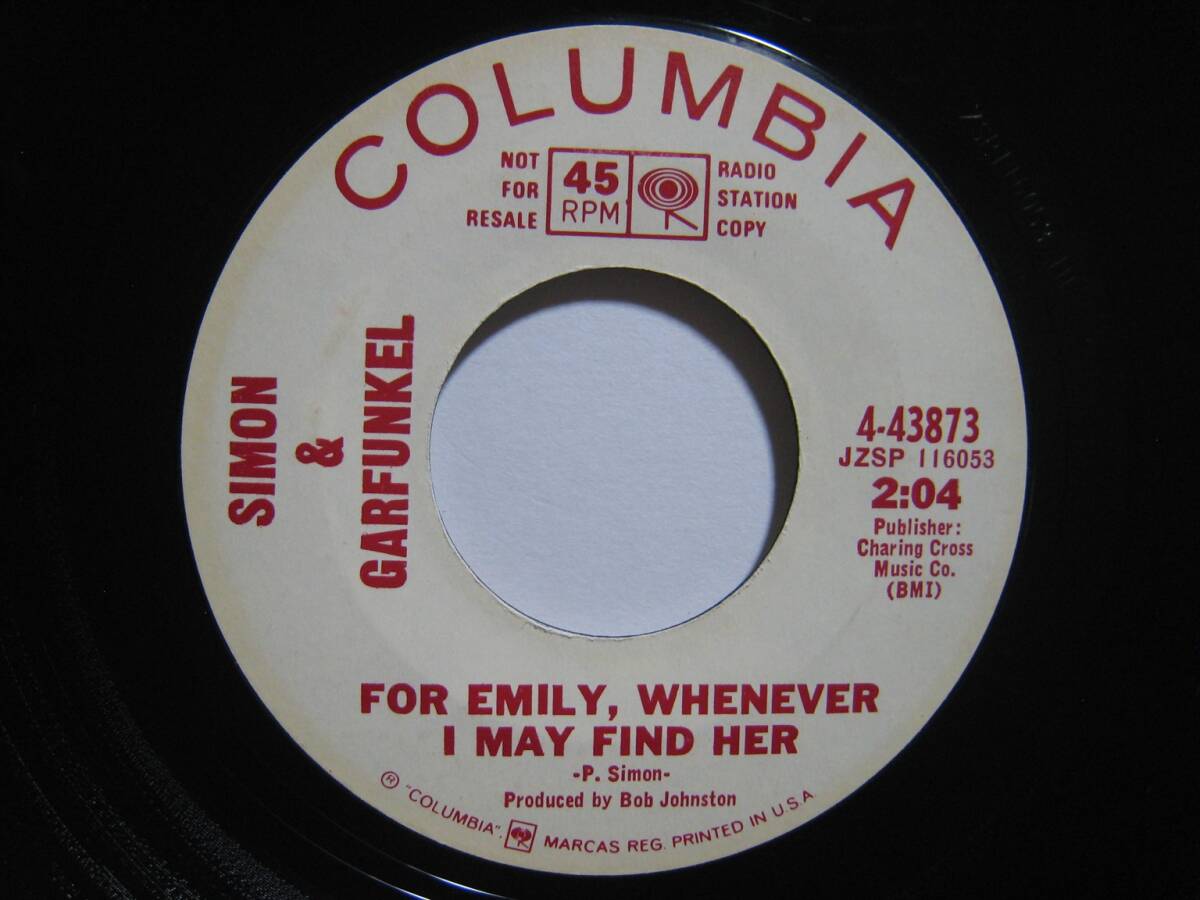 COLUMBIA
NOT
FOR
RESALE
45
RPM
RADIO
STATION
COPY
SIMON
&
GARFUNKEL
4-43873
JZSP 116053
2:04
Publisher:
Charing Cross
Music Co.
(BMI)
FOR EMILY, WHENEVER
I MAY FIND HER
-P. Simon-
Produced by Bob Johnston
® "COLUMBIA", MARCAS REG. PRINTED IN U.S.A.